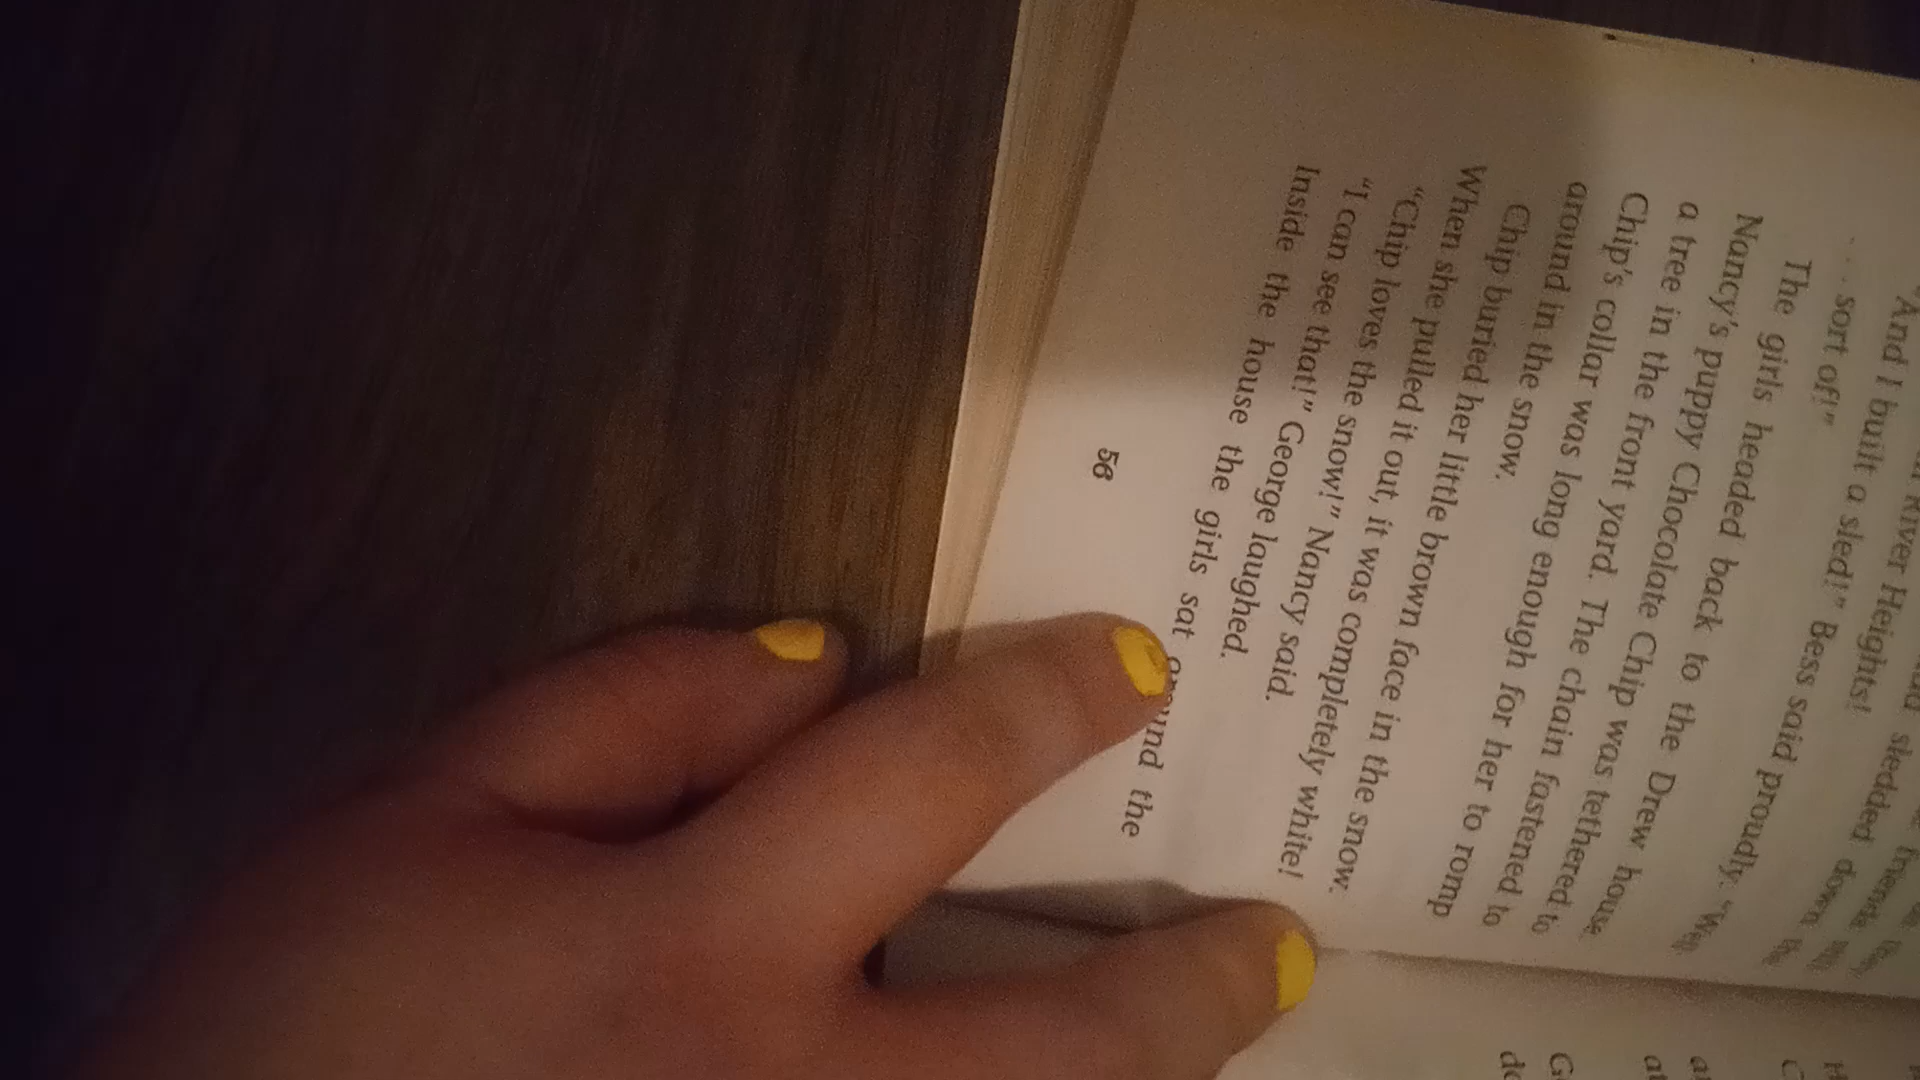 sledded down
River Heights!
"And I built a sled!" Bess said proudly.
. . . sort of!"
The girls headed back to the Drew house.
Nancy's puppy Chocolate Chip was tethered to
a tree in the front yard. The chain fastened to
Chip's collar was long enough for her to romp
around in the snow.
Chip buried her little brown face in the snow.
When she pulled it out, it was completely white!
"Chip loves the snow!" Nancy said.
"I can see that!" George laughed.
Inside the house the girls sat around the
56